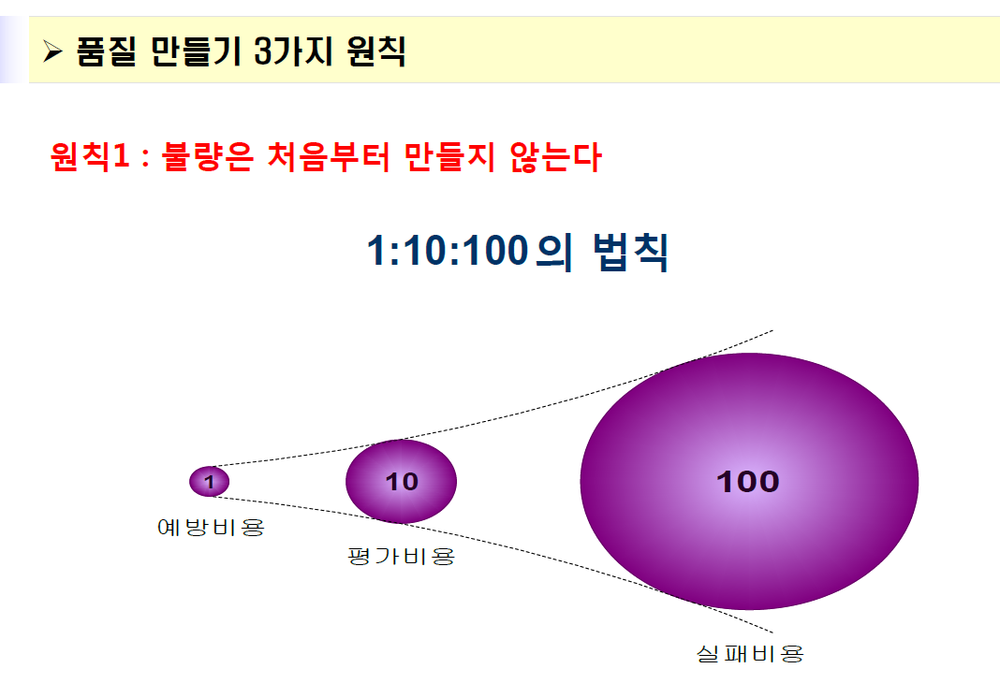 ➢ 품질 만들기 3가지 원칙
원칙1 : 불량은 처음부터 만들지 않는다
1:10:100의 법칙
1
10
100
예방비용
평가비용
실패비용